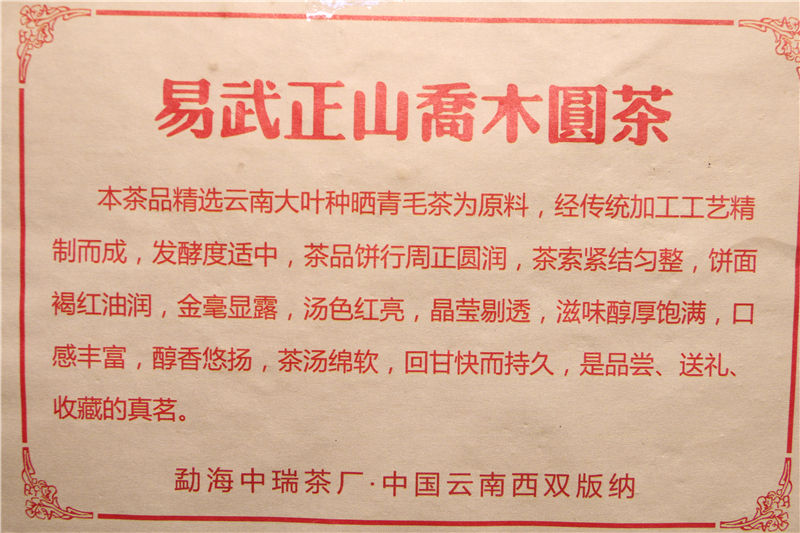 易武正山喬木圓茶
本茶品精选云南大叶种晒青毛茶为原料，经传统加工工艺精
制而成，发酵度适中，茶品饼行周正圆润，茶索紧结匀整，饼面
褐红油润，金毫显露，汤色红亮，晶莹剔透，滋味醇厚饱满，口
感丰富，醇香悠扬，茶汤绵软，回甘快而持久，是品尝、送礼、
收藏的真茗。
勐海中瑞茶厂·中国云南西双版纳